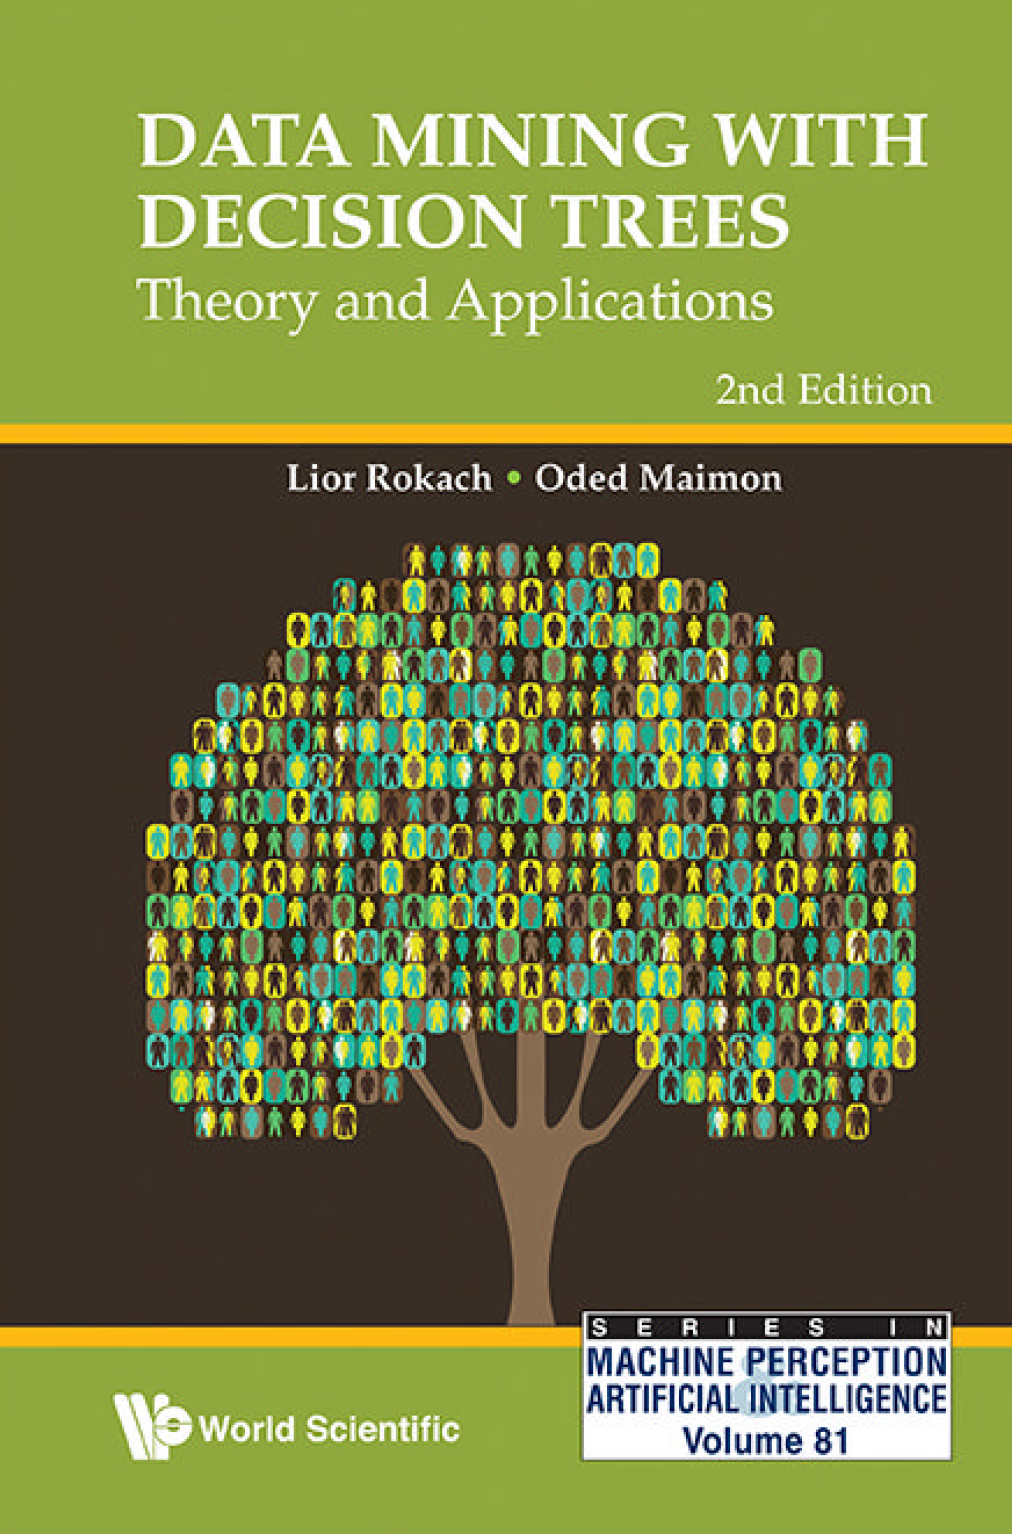 DATA MINING WITH
DECISION TREES
Theory and Applications
2nd Edition
Lior Rokach • Oded Maimon
SERIES IN
MACHINE PERCEPTION
&
ARTIFICIAL INTELLIGENCE
Volume 81
World Scientific